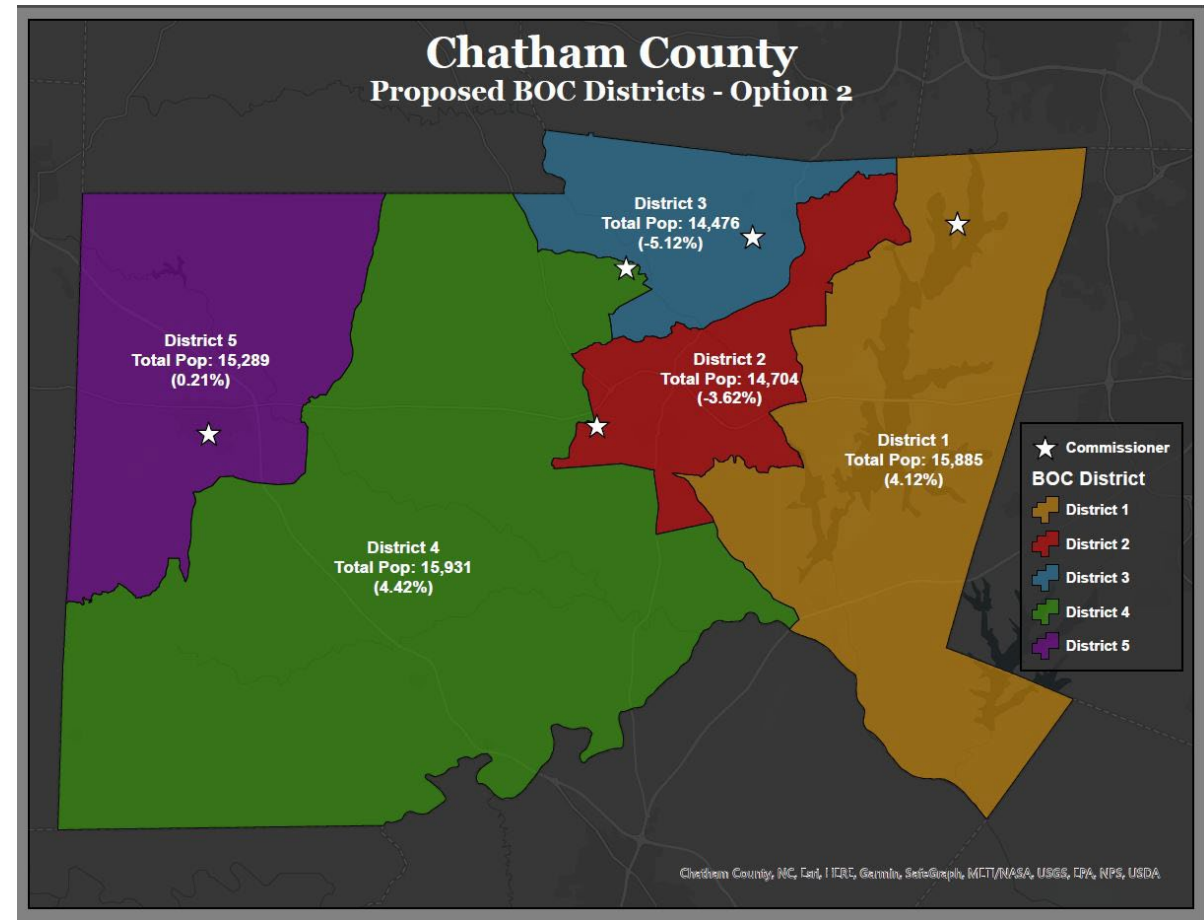 Chatham County
Proposed BOC Districts - Option 2
District 3
Total Pop: 14,476
(-5.12%)
District 5
Total Pop: 15,289
(0.21%)
District 2
Total Pop: 14,704
(-3.62%)
District 1
Total Pop: 15,885
(4.12%)
District 4
Total Pop: 15,931
(4.42%)
Commissioner
BOC District
District 1
District 2
District 3
District 4
District 5
Chatham County, NC, Esri, HERE, Garmin, SafeGraph, METI/NASA, USGS, EPA, NPS, USDA